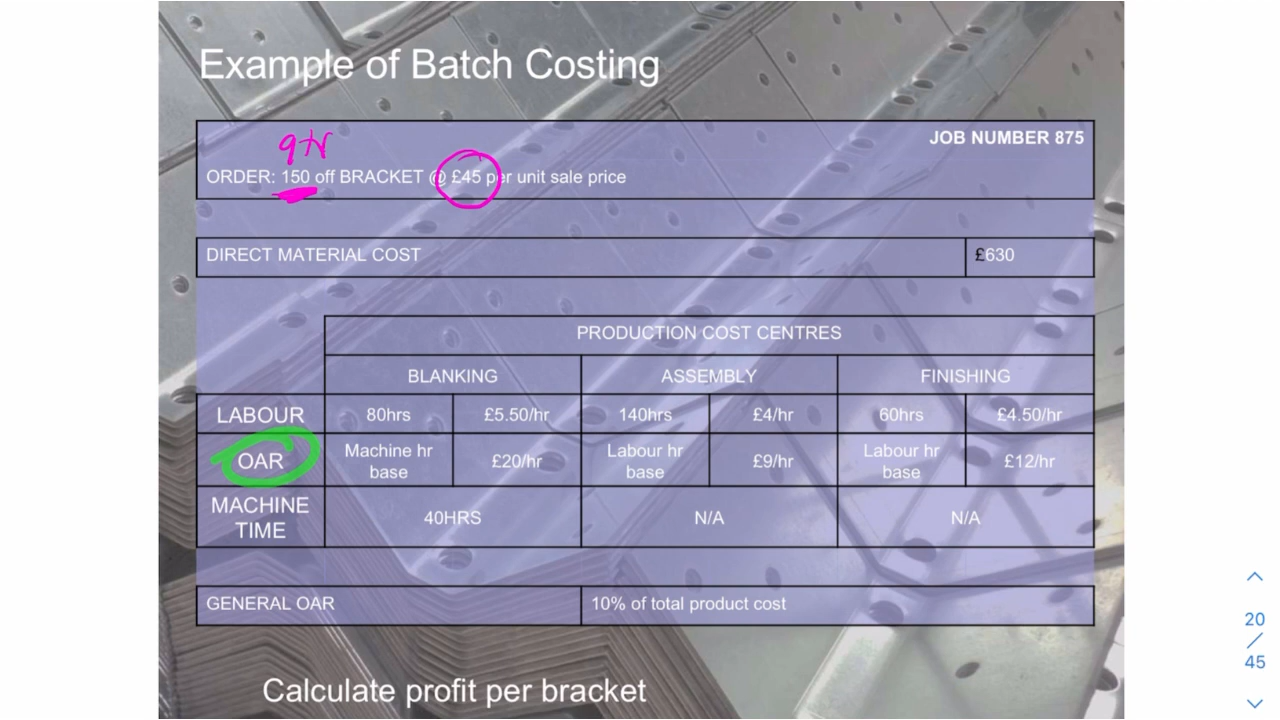 Example of Batch Costing
JOB NUMBER 875
qty
ORDER: 150 off BRACKET @ £45 per unit sale price
DIRECT MATERIAL COST £630
PRODUCTION COST CENTRES
BLANKING ASSEMBLY FINISHING
LABOUR 80hrs £5.50/hr 140hrs £4/hr 60hrs £4.50/hr
OAR Machine hr base £20/hr Labour hr base £9/hr Labour hr base £12/hr
MACHINE TIME 40HRS N/A N/A
GENERAL OAR 10% of total product cost
Calculate profit per bracket
20
/
45